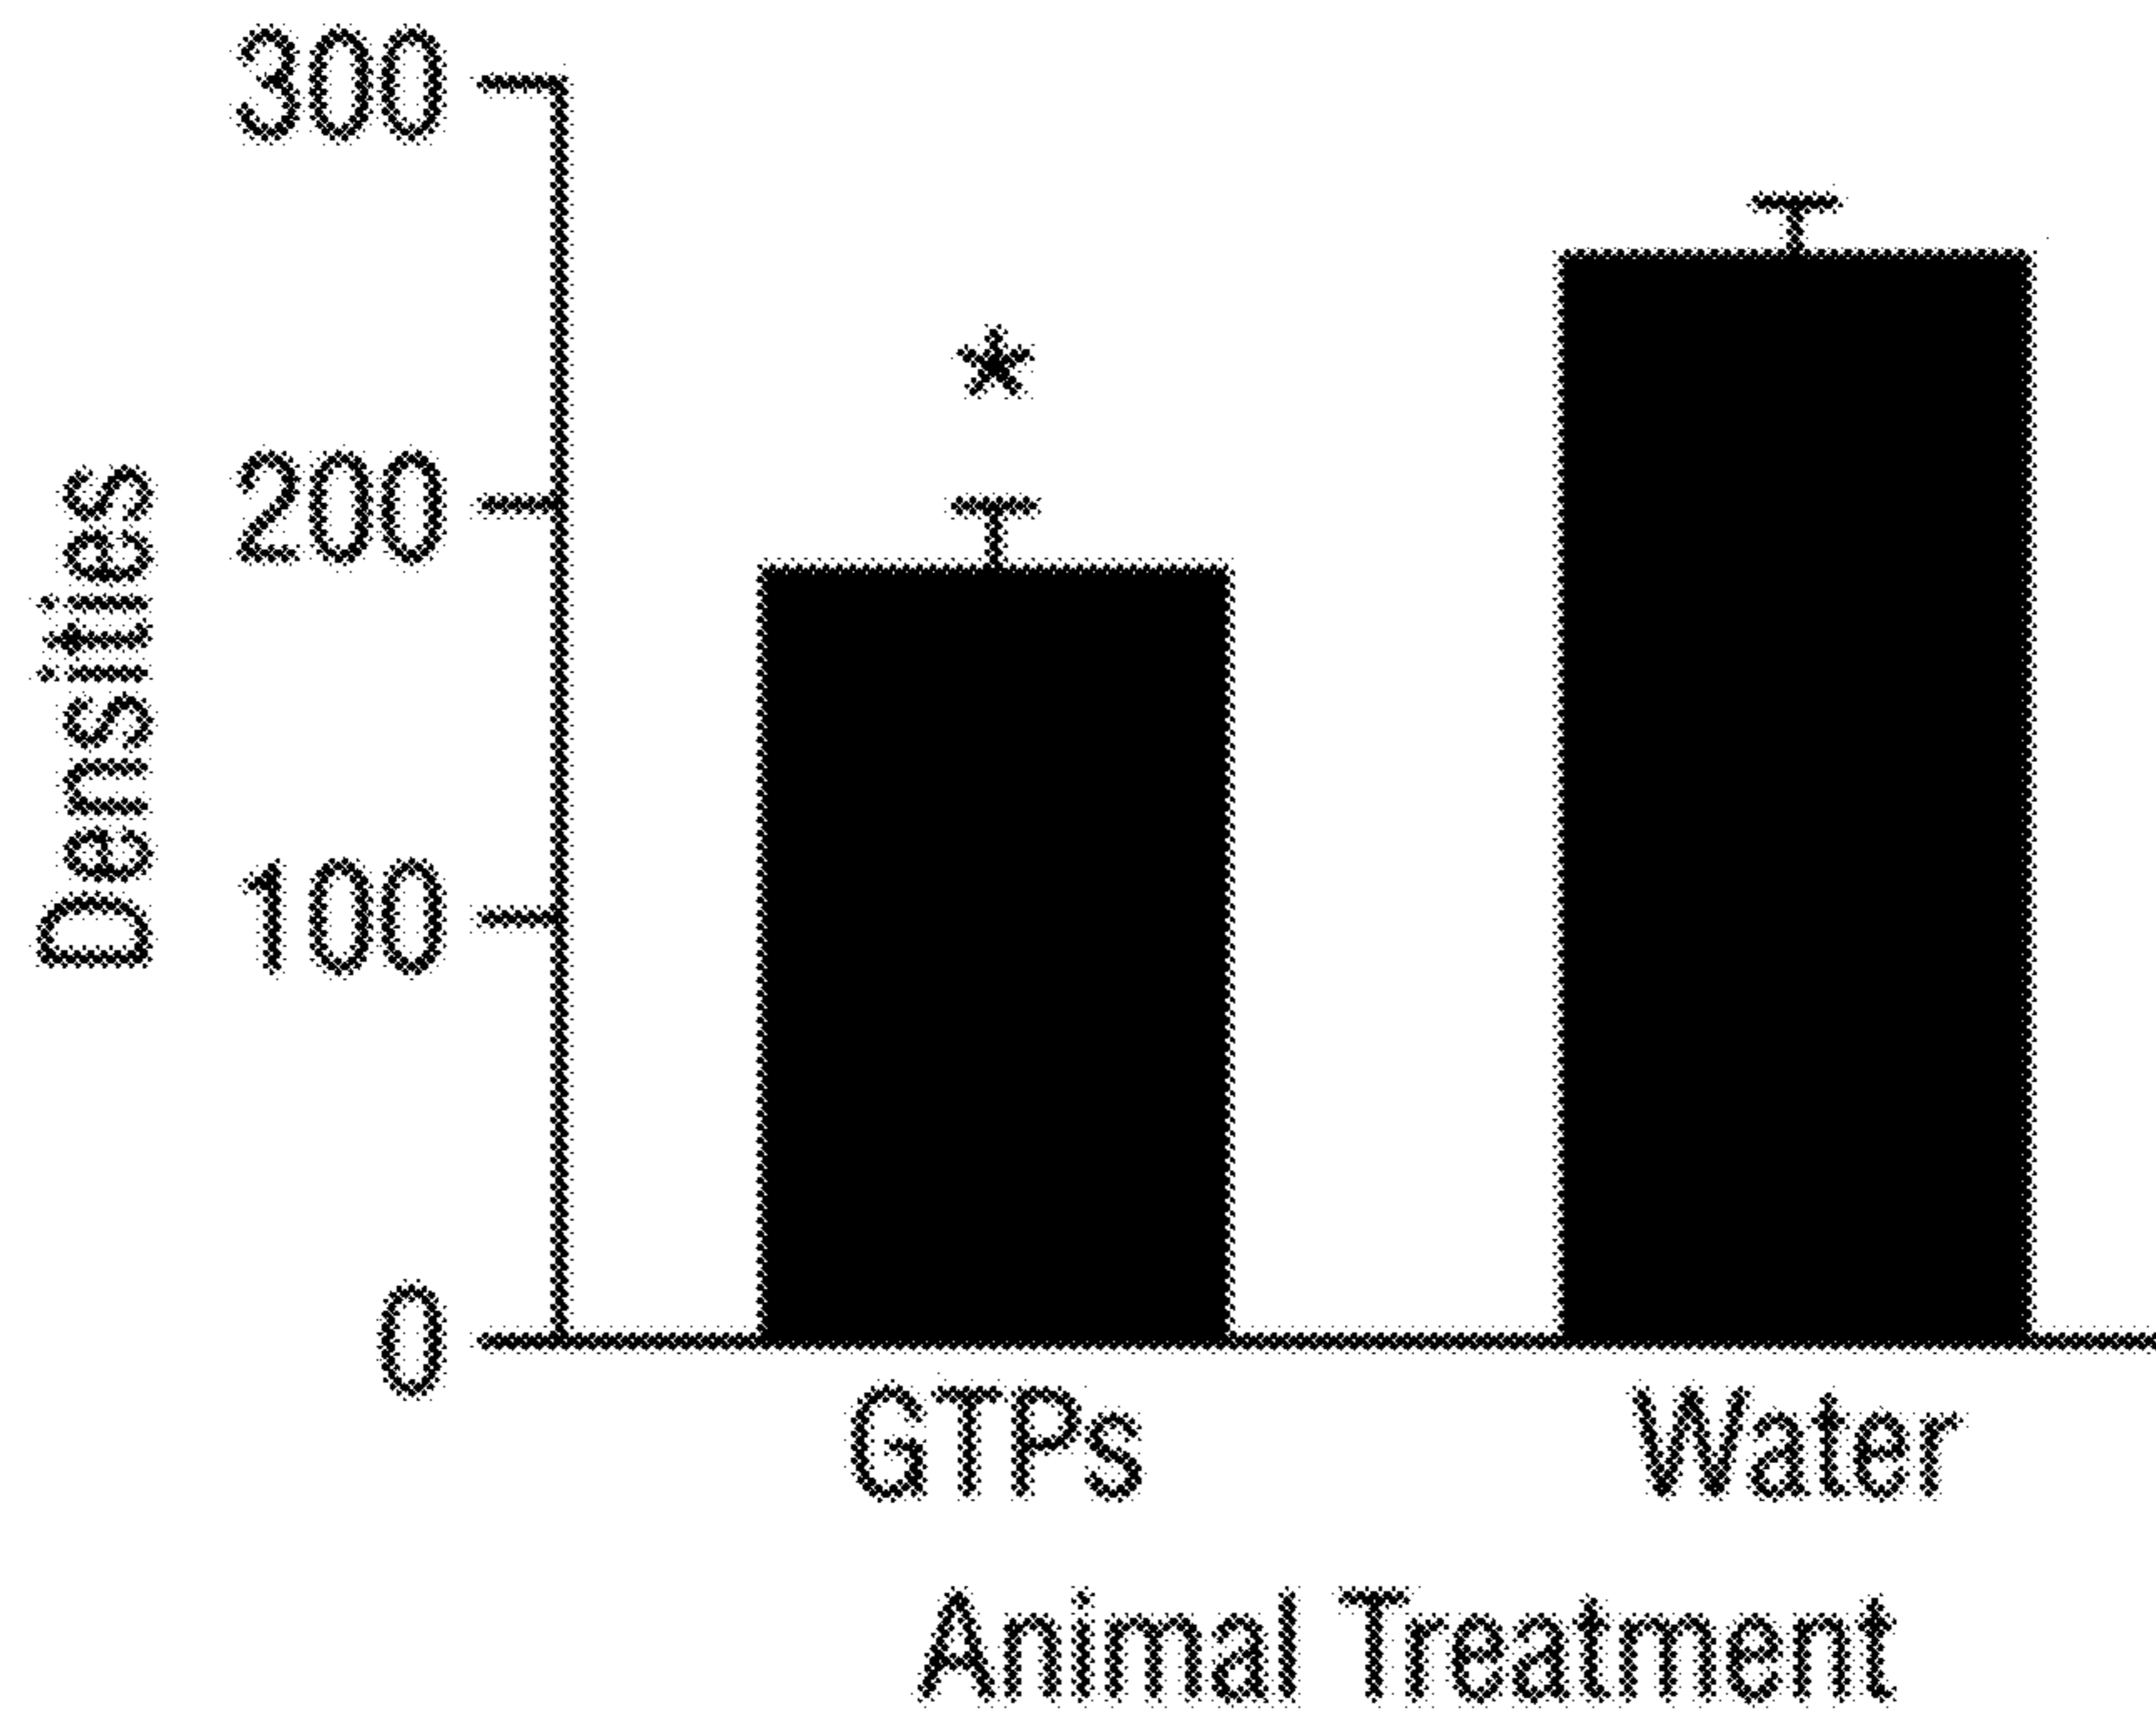 Densities
300
200
100
0
*
GTPs
Water
Animal Treatment